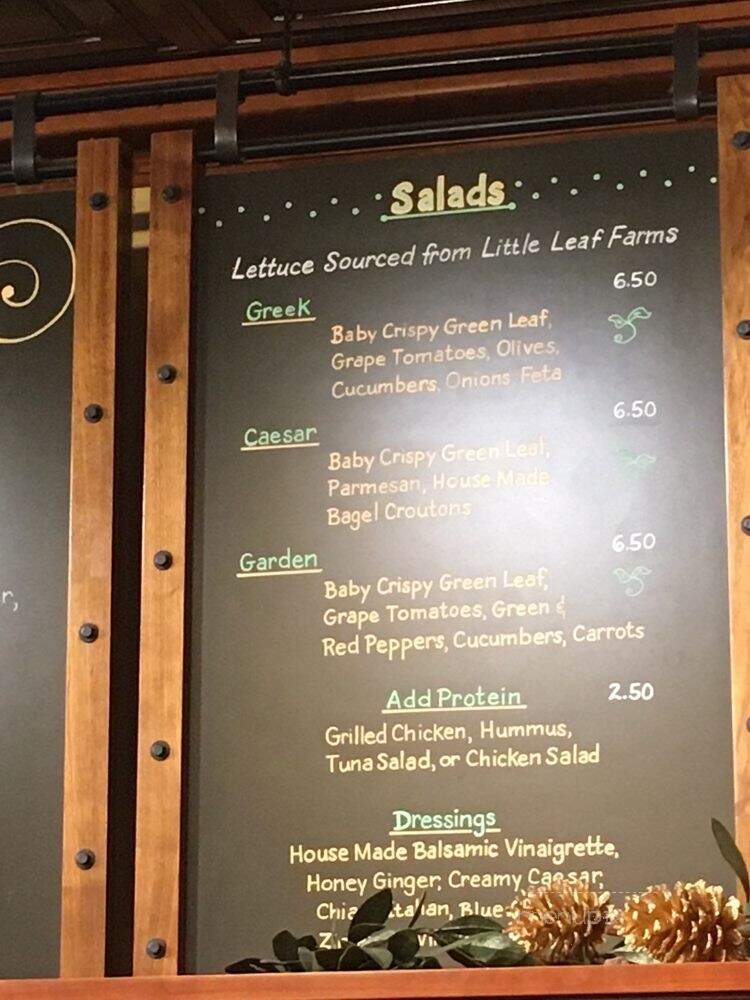 Salads
Lettuce Sourced from Little Leaf Farms
6.50
Greek
Baby Crispy Green Leaf,
Grape Tomatoes, Olives,
Cucumbers, Onions Feta
6.50
Caesar
Baby Crispy Green Leaf,
Parmesan, House Made
Bagel Croutons
6.50
Garden
Baby Crispy Green Leaf,
Grape Tomatoes, Green &
Red Peppers, Cucumbers, Carrots
Add Protein 2.50
Grilled Chicken, Hummus,
Tuna Salad, or Chicken Salad
Dressings
House Made Balsamic Vinaigrette,
Honey Ginger, Creamy Caesar,
r,